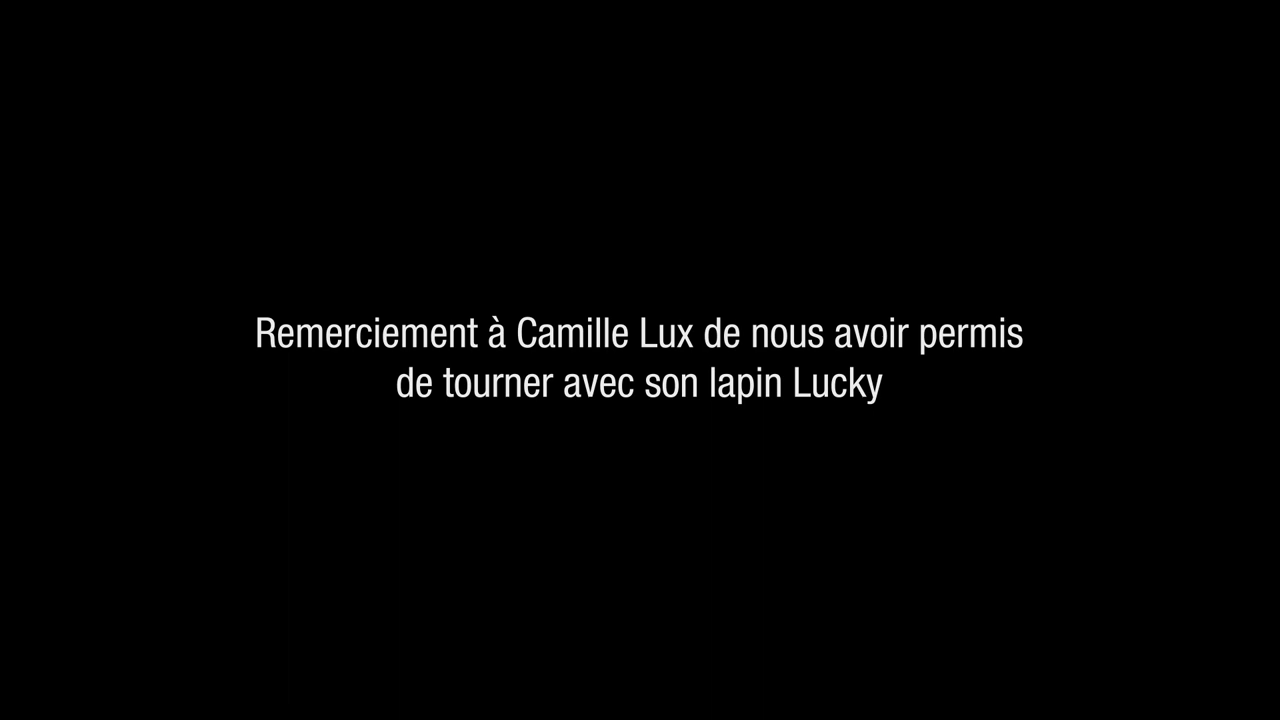 Remerciement à Camille Lux de nous avoir permis
de tourner avec son lapin Lucky